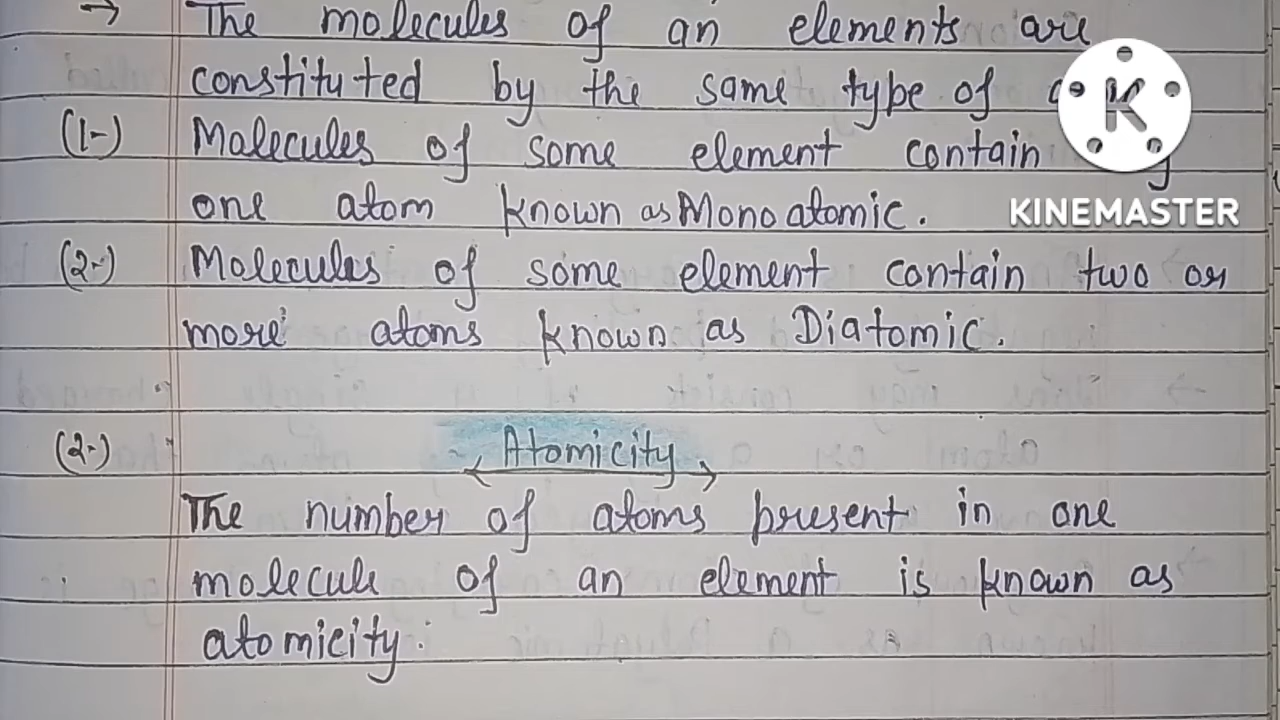 → The molecules of an elements are
constituted by the same type of
(1-) Molecules of some element contain
one atom known as Monoatomic.
KINEMASTER
(2-) Molecules of some element contain two or
more atoms known as Diatomic.
(2-) Atomicity
The number of atoms present in one
molecule of an element is known as
atomicity.